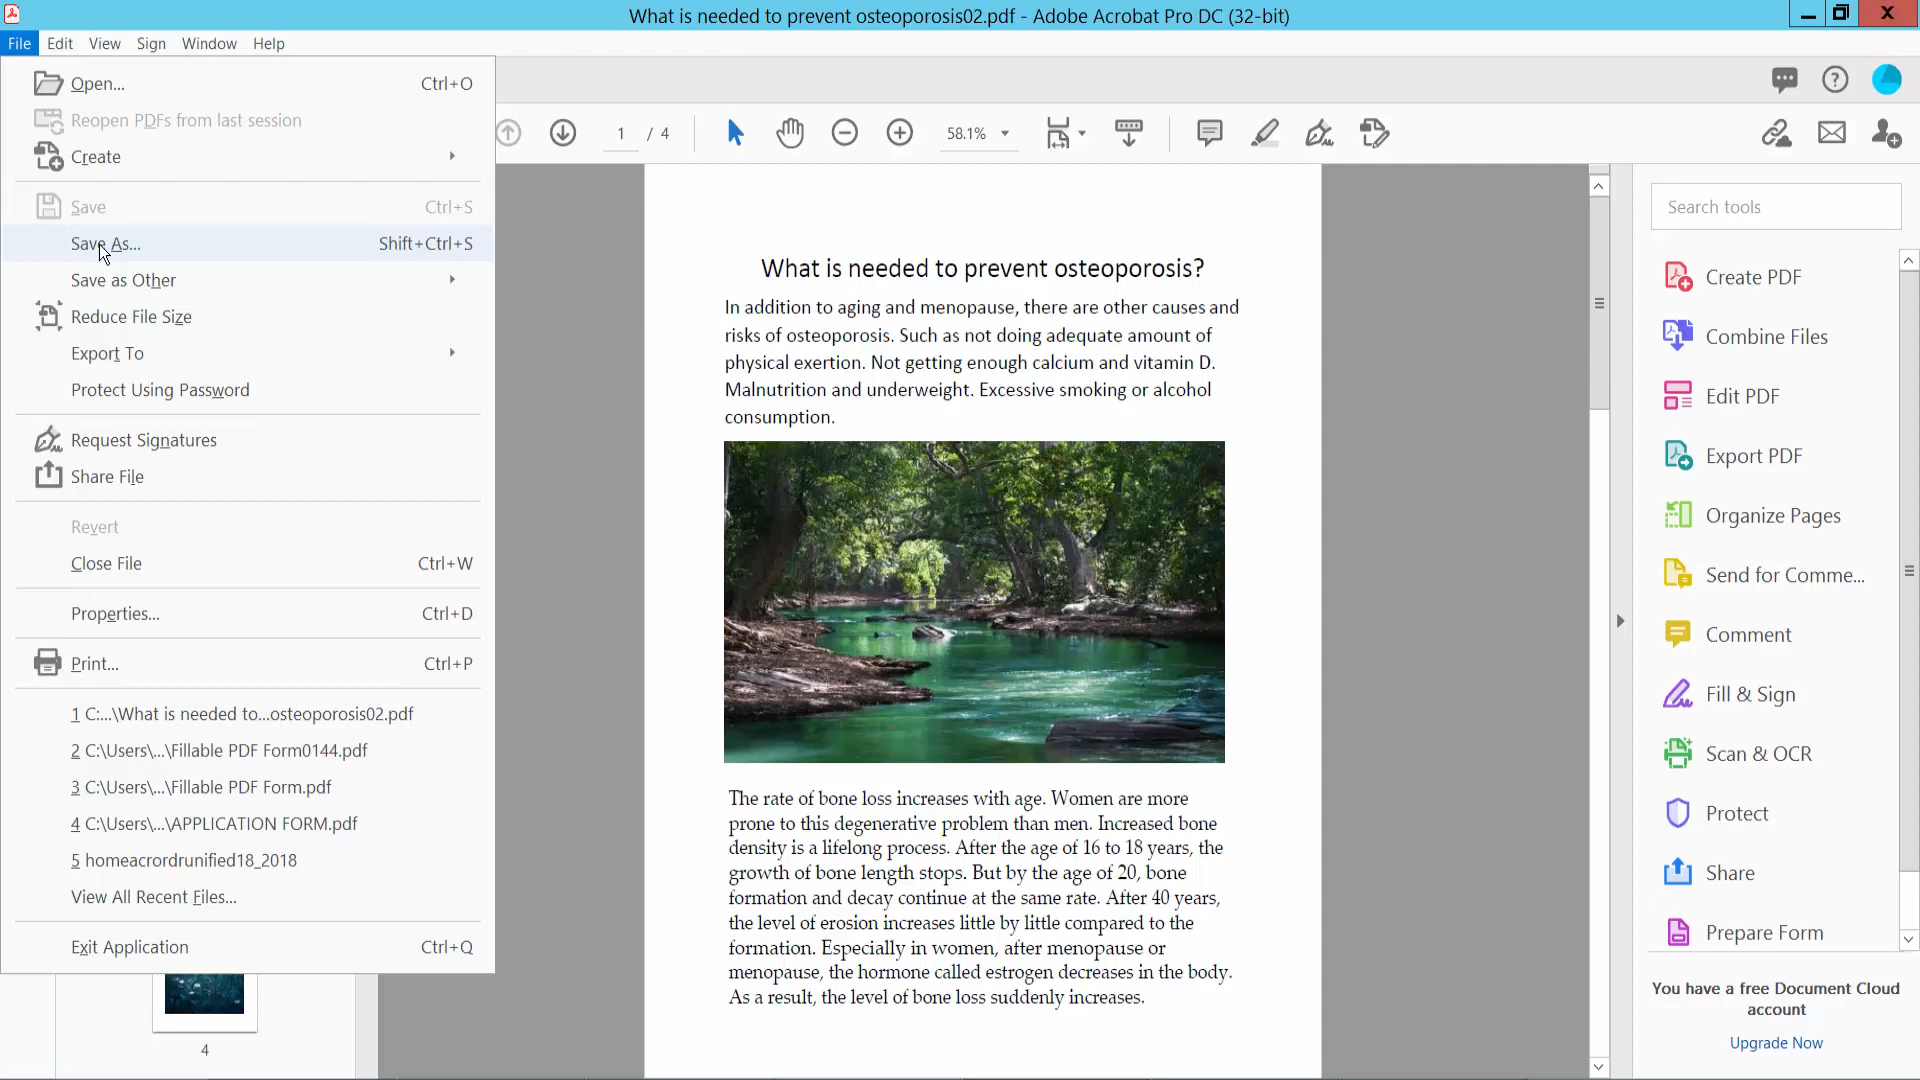 What is needed to prevent osteoporosis02.pdf - Adobe Acrobat Pro DC (32-bit)
File Edit View Sign Window Help
Open... Ctrl+O
Reopen PDFs from last session
Create
Save Ctrl+S
Save As... Shift+Ctrl+S
Save as Other
Reduce File Size
Export To
Protect Using Password
Request Signatures
Share File
Revert
Close File Ctrl+W
Properties... Ctrl+D
Print... Ctrl+P
1 C:...\What is needed to...osteoporosis02.pdf
2 C:\Users\...\Fillable PDF Form0144.pdf
3 C:\Users\...\Fillable PDF Form.pdf
4 C:\Users\...\APPLICATION FORM.pdf
5 homeacrordrunified18_2018
View All Recent Files...
Exit Application Ctrl+Q
4
1 / 4
58.1%
What is needed to prevent osteoporosis?
In addition to aging and menopause, there are other causes and
risks of osteoporosis. Such as not doing adequate amount of
physical exertion. Not getting enough calcium and vitamin D.
Malnutrition and underweight. Excessive smoking or alcohol
consumption.
The rate of bone loss increases with age. Women are more
prone to this degenerative problem than men. Increased bone
density is a lifelong process. After the age of 16 to 18 years, the
growth of bone length stops. But by the age of 20, bone
formation and decay continue at the same rate. After 40 years,
the level of erosion increases little by little compared to the
formation. Especially in women, after menopause or
menopause, the hormone called estrogen decreases in the body.
As a result, the level of bone loss suddenly increases.
Search tools
Create PDF
Combine Files
Edit PDF
Export PDF
Organize Pages
Send for Comme...
Comment
Fill & Sign
Scan & OCR
Protect
Share
Prepare Form
You have a free Document Cloud
account
Upgrade Now